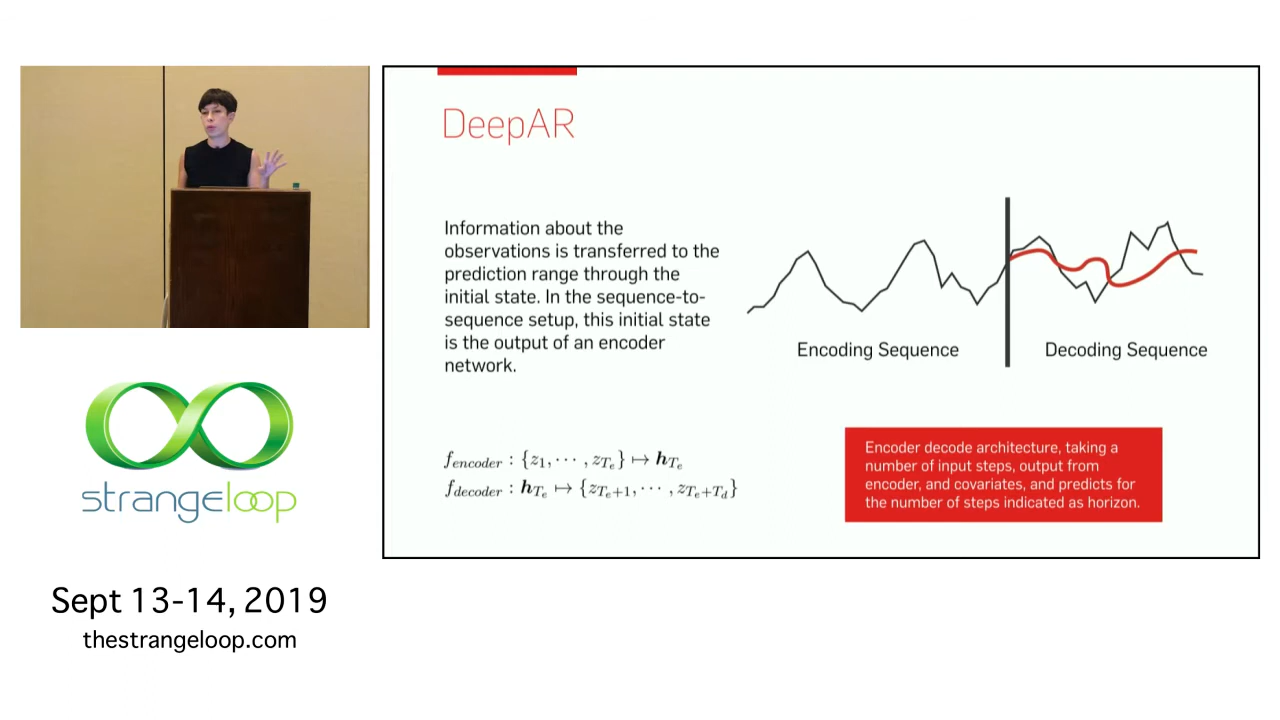 DeepAR
Information about the
observations is transferred to the
prediction range through the
initial state. In the sequence-to-
sequence setup, this initial state
is the output of an encoder
network.
Encoding Sequence
Decoding Sequence
f_{encoder} : {z_1, ⋯ , z_{T_e}} ↦ h_{T_e}
f_{decoder} : h_{T_e} ↦ {z_{T_e+1}, ⋯ , z_{T_e+T_d}}
Encoder decode architecture, taking a
number of input steps, output from
encoder, and covariates, and predicts for
the number of steps indicated as horizon.
strangeloop
Sept 13-14, 2019
thestrangeloop.com